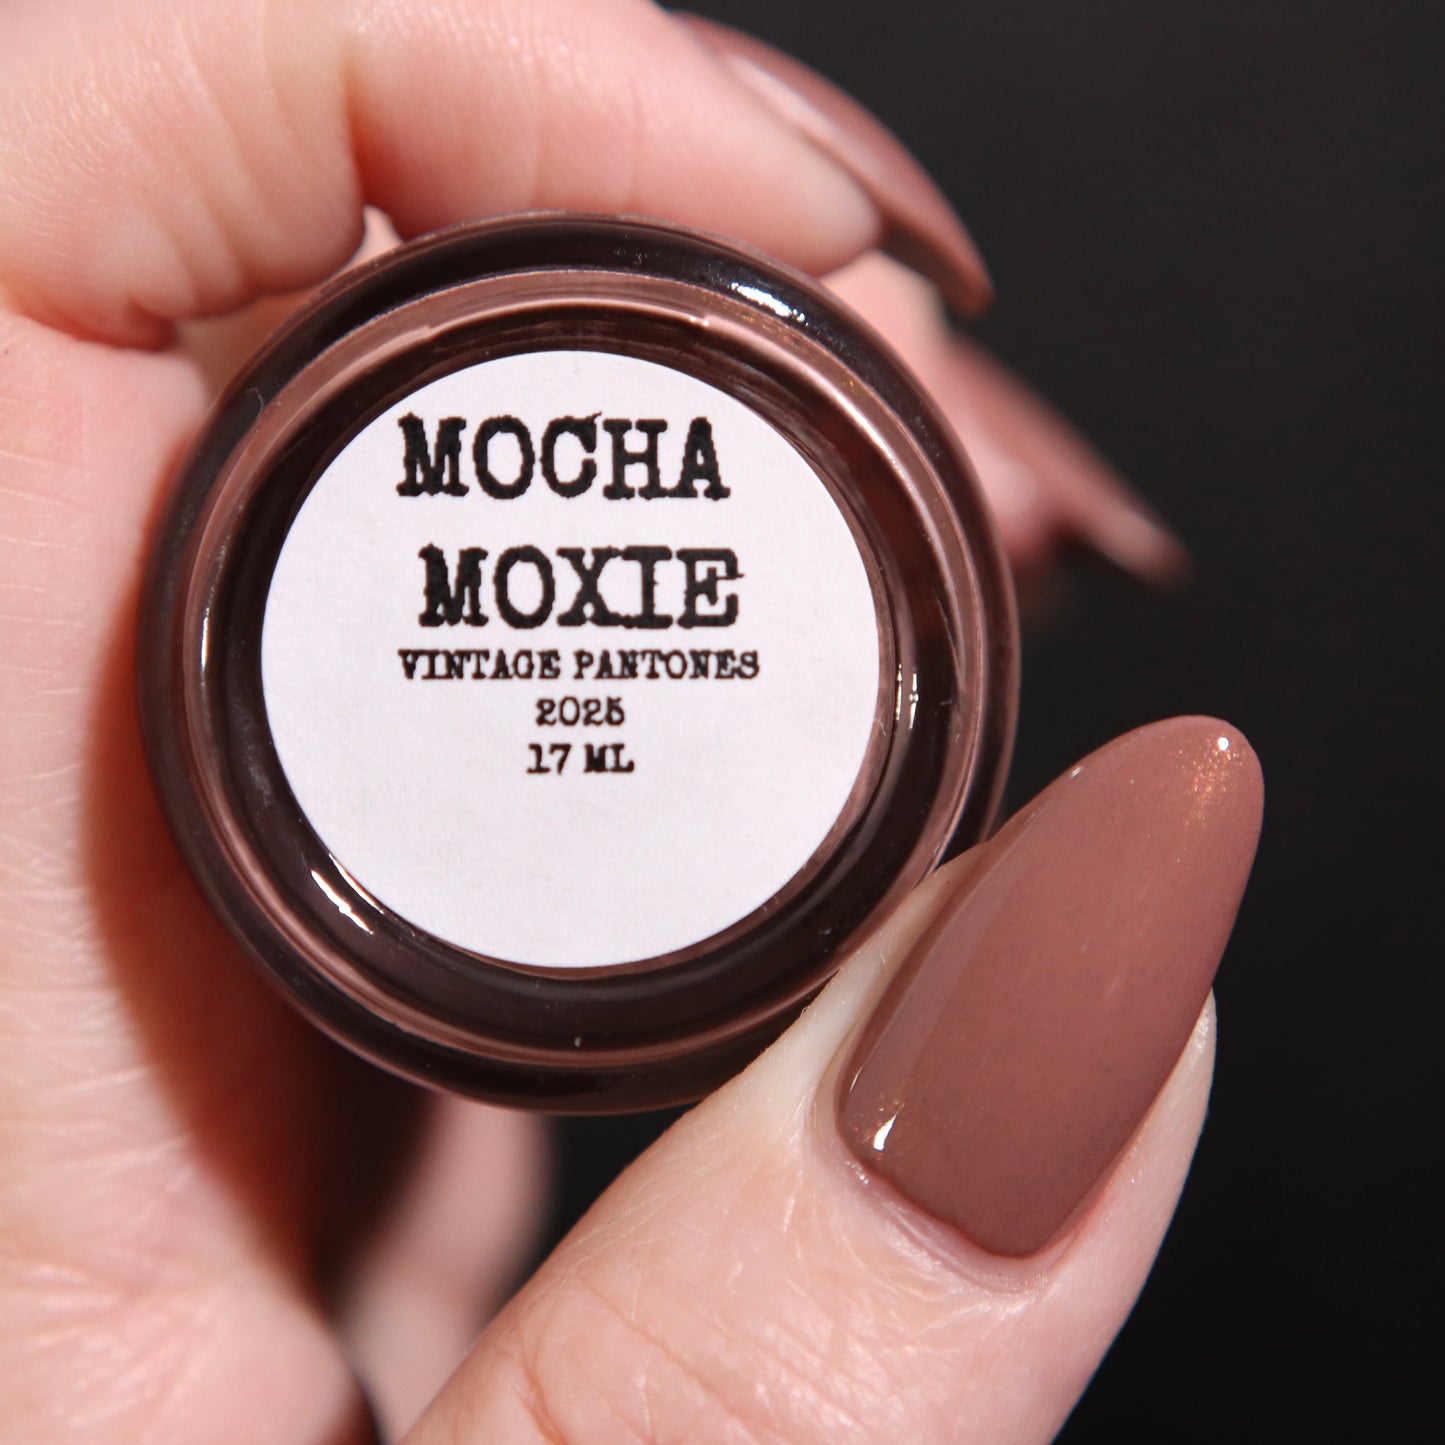 MOCHA
MOXIE
VINTAGE PANTONES
2025
17 ML